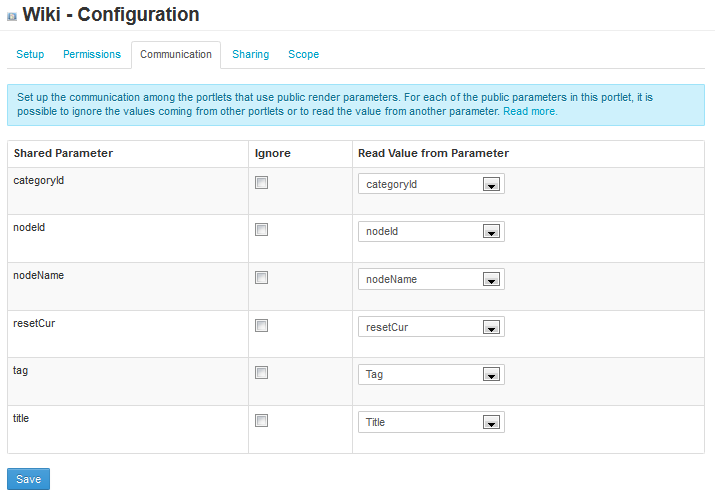 Wiki - Configuration
Setup Permissions Communication Sharing Scope
Set up the communication among the portlets that use public render parameters. For each of the public parameters in this portlet, it is
possible to ignore the values coming from other portlets or to read the value from another parameter. Read more.
Shared Parameter Ignore Read Value from Parameter
categoryId categoryId
nodeId nodeId
nodeName nodeName
resetCur resetCur
tag Tag
title Title
Save